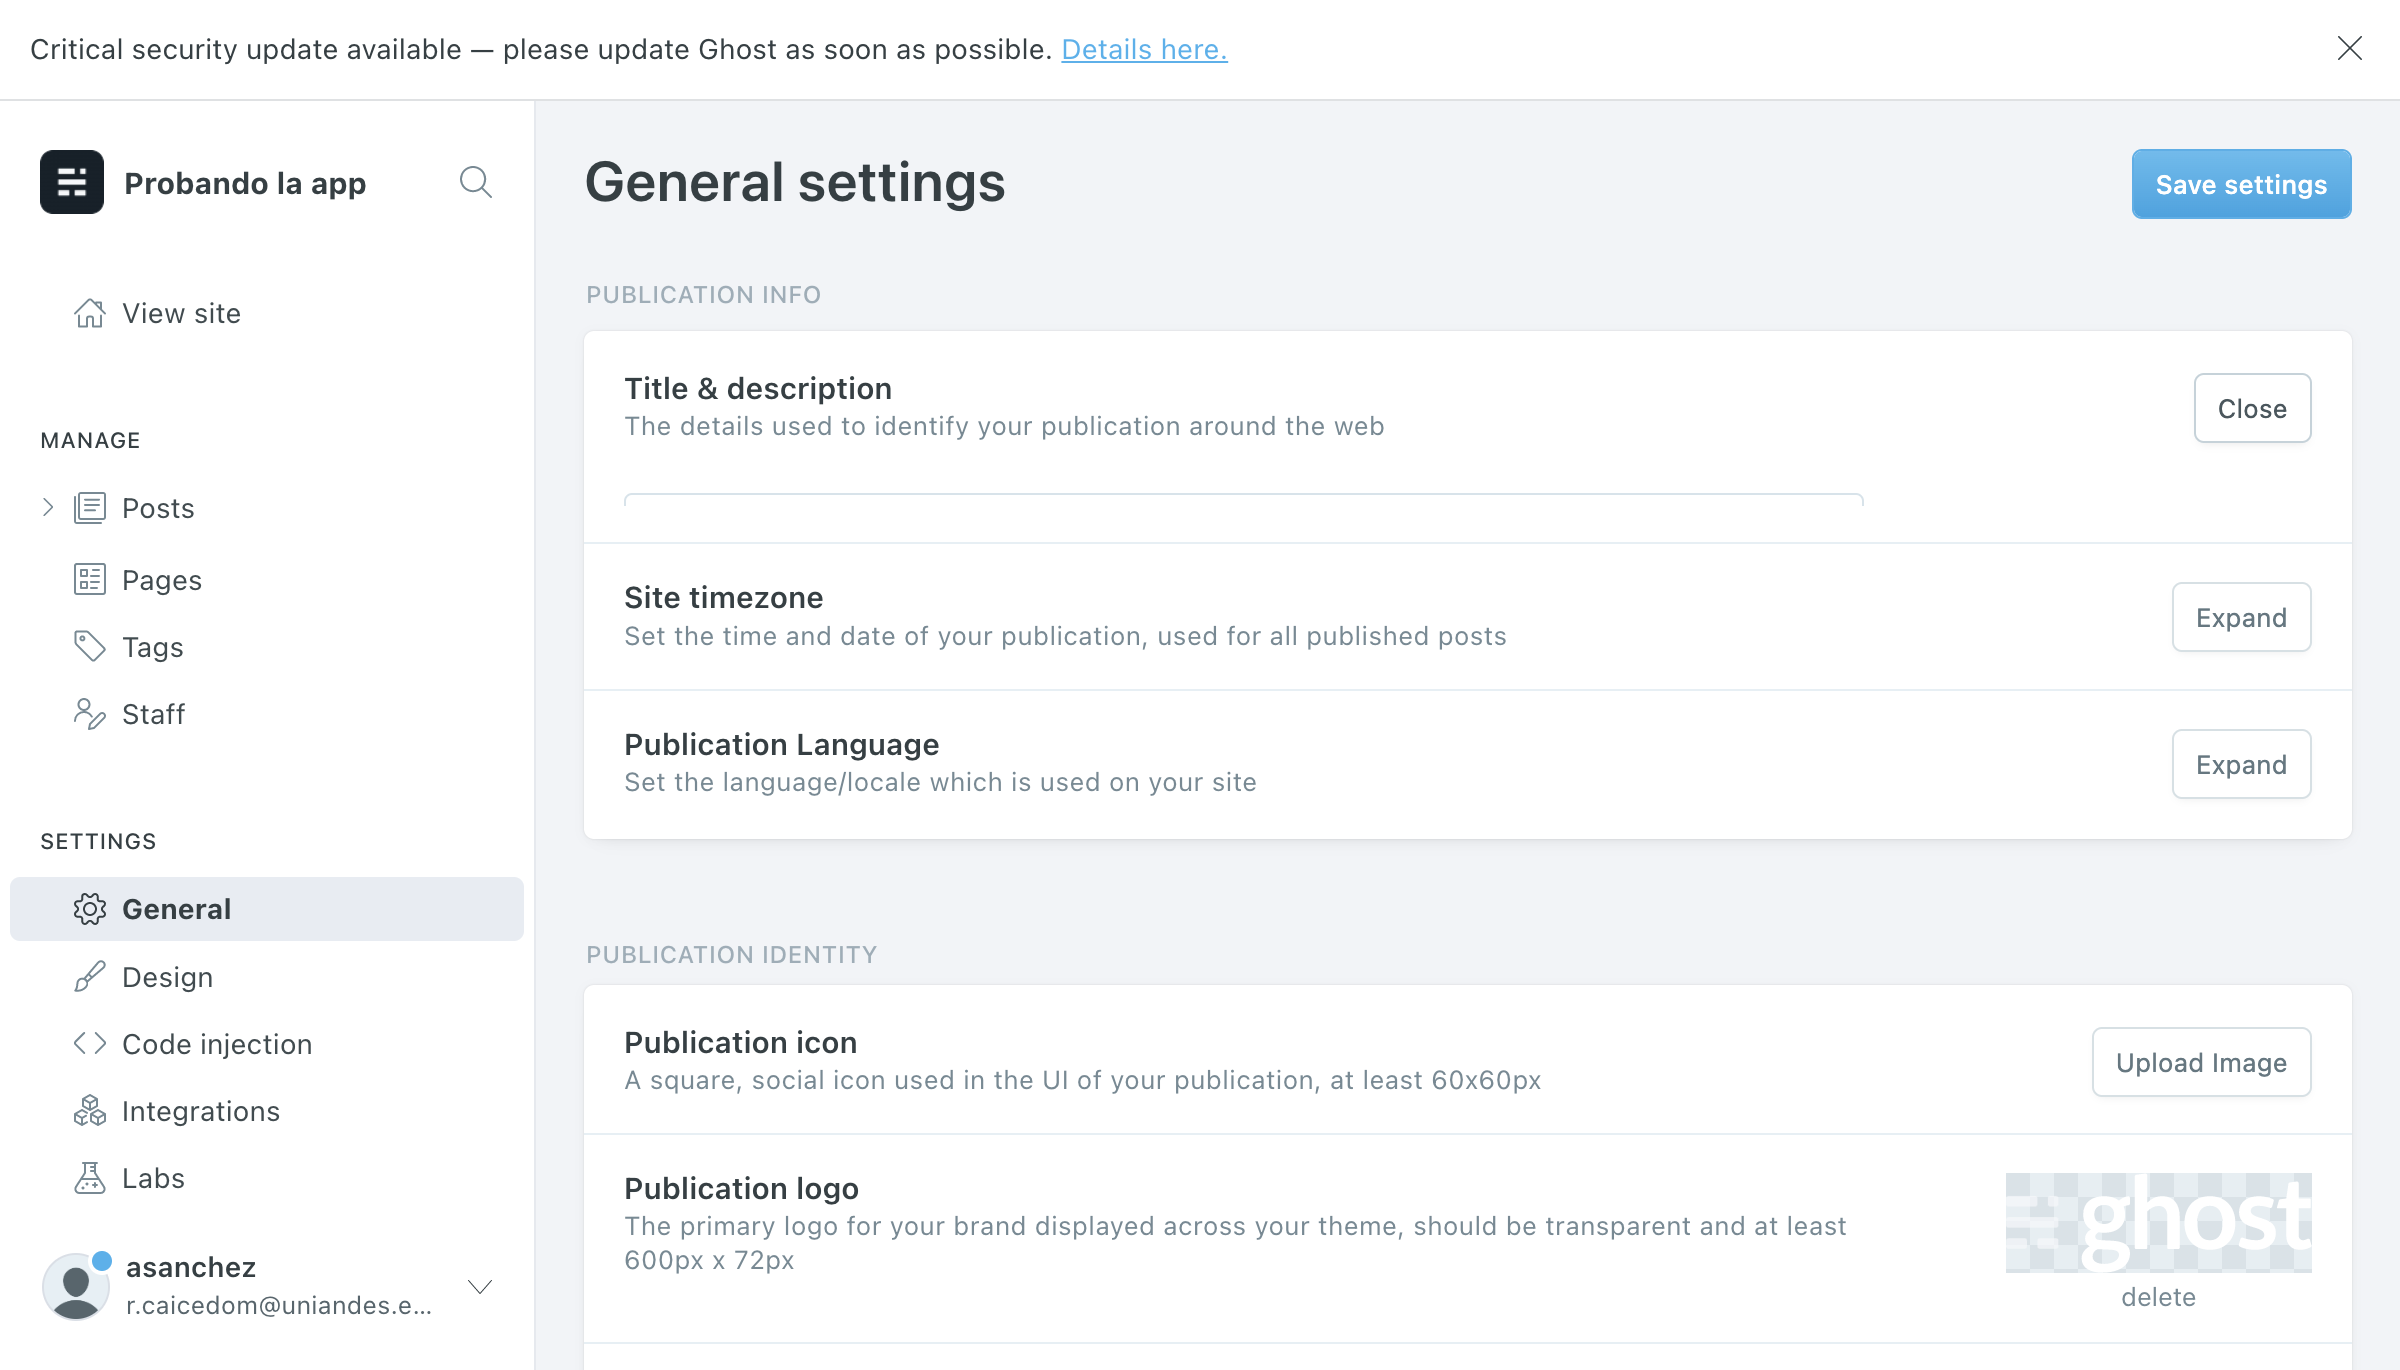 Critical security update available — please update Ghost as soon as possible. Details here.
Probando la app
View site
MANAGE
Posts
Pages
Tags
Staff
SETTINGS
General
Design
Code injection
Integrations
Labs
asanchez
r.caicedom@uniandes.e...
General settings
Save settings
PUBLICATION INFO
Title & description
The details used to identify your publication around the web
Close
Site timezone
Set the time and date of your publication, used for all published posts
Expand
Publication Language
Set the language/locale which is used on your site
Expand
PUBLICATION IDENTITY
Publication icon
A square, social icon used in the UI of your publication, at least 60x60px
Upload Image
Publication logo
The primary logo for your brand displayed across your theme, should be transparent and at least
600px x 72px
ghost
delete